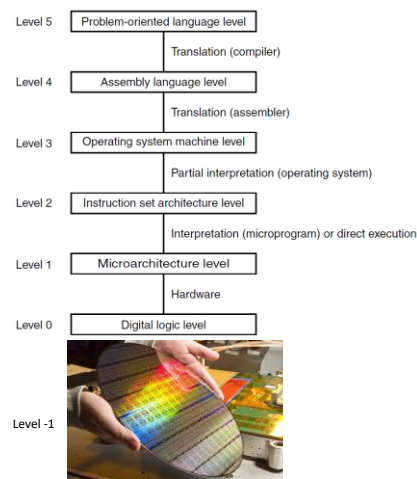 Level 5 Problem-oriented language level
Translation (compiler)
Level 4 Assembly language level
Translation (assembler)
Level 3 Operating system machine level
Partial interpretation (operating system)
Level 2 Instruction set architecture level
Interpretation (microprogram) or direct execution
Level 1 Microarchitecture level
Hardware
Level 0 Digital logic level
Level -1